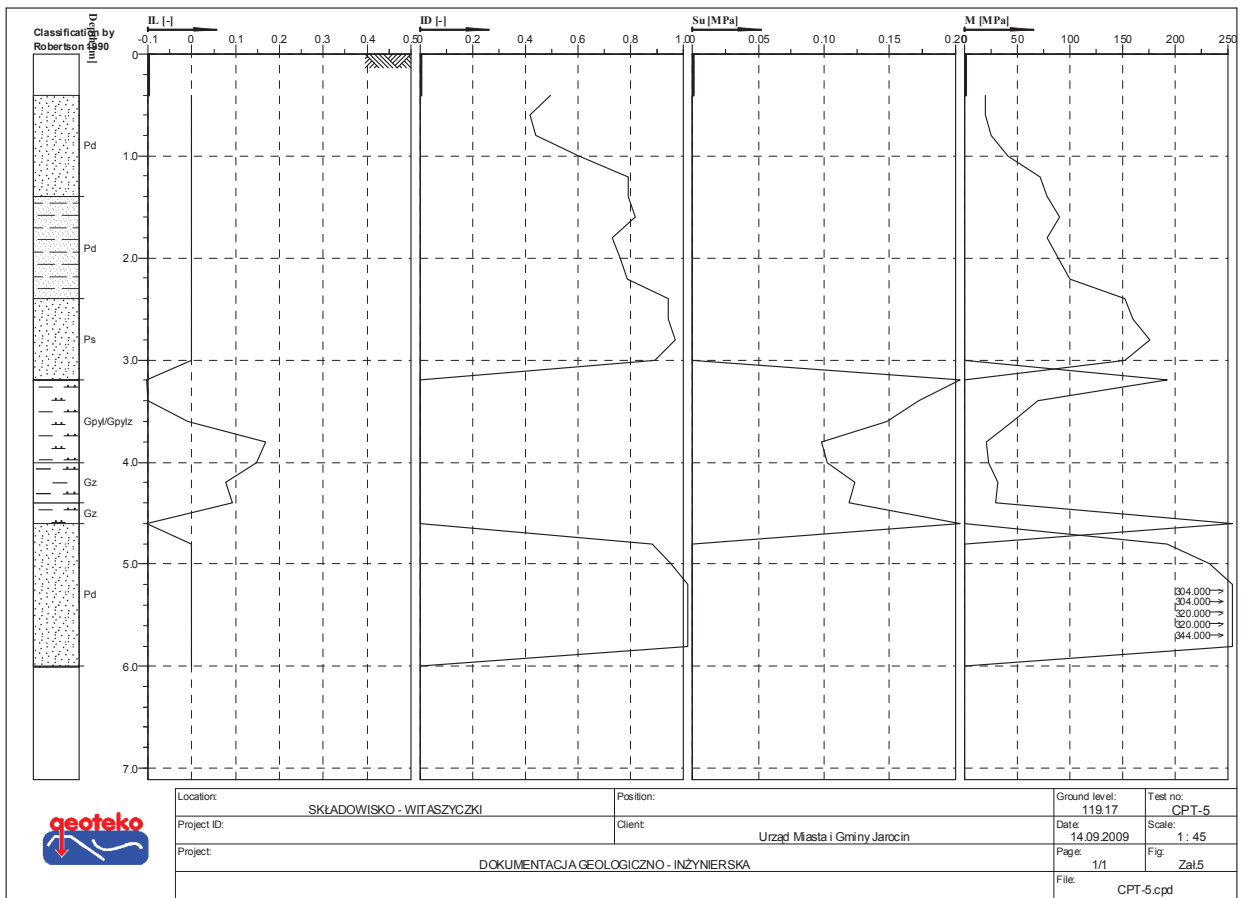 Classification by
Robertson 1990
Depth [m]
IL [-]
-0.1 0 0.1 0.2 0.3 0.4 0.5
ID [-]
0 0.2 0.4 0.6 0.8 1.0
Su [MPa]
0 0.05 0.10 0.15 0.20
M [MPa]
0 50 100 150 200 250
0
Pd
1.0
Pd
2.0
Ps
3.0
Gpyl/Gpylz
4.0
Gz
Gz
5.0
Pd
304.000
304.000
320.000
320.000
344.000
6.0
7.0
geoteko
Location:
SKŁADOWISKO - WITASZYCZKI
Position:
Ground level:
119.17
Test no:
CPT-5
Project ID:
Client:
Urząd Miasta i Gminy Jarocin
Date:
14.09.2009
Scale:
1 : 45
Project:
DOKUMENTACJA GEOLOGICZNO - INŻYNIERSKA
Page:
1/1
Fig:
Zał.5
File:
CPT-5.cpd